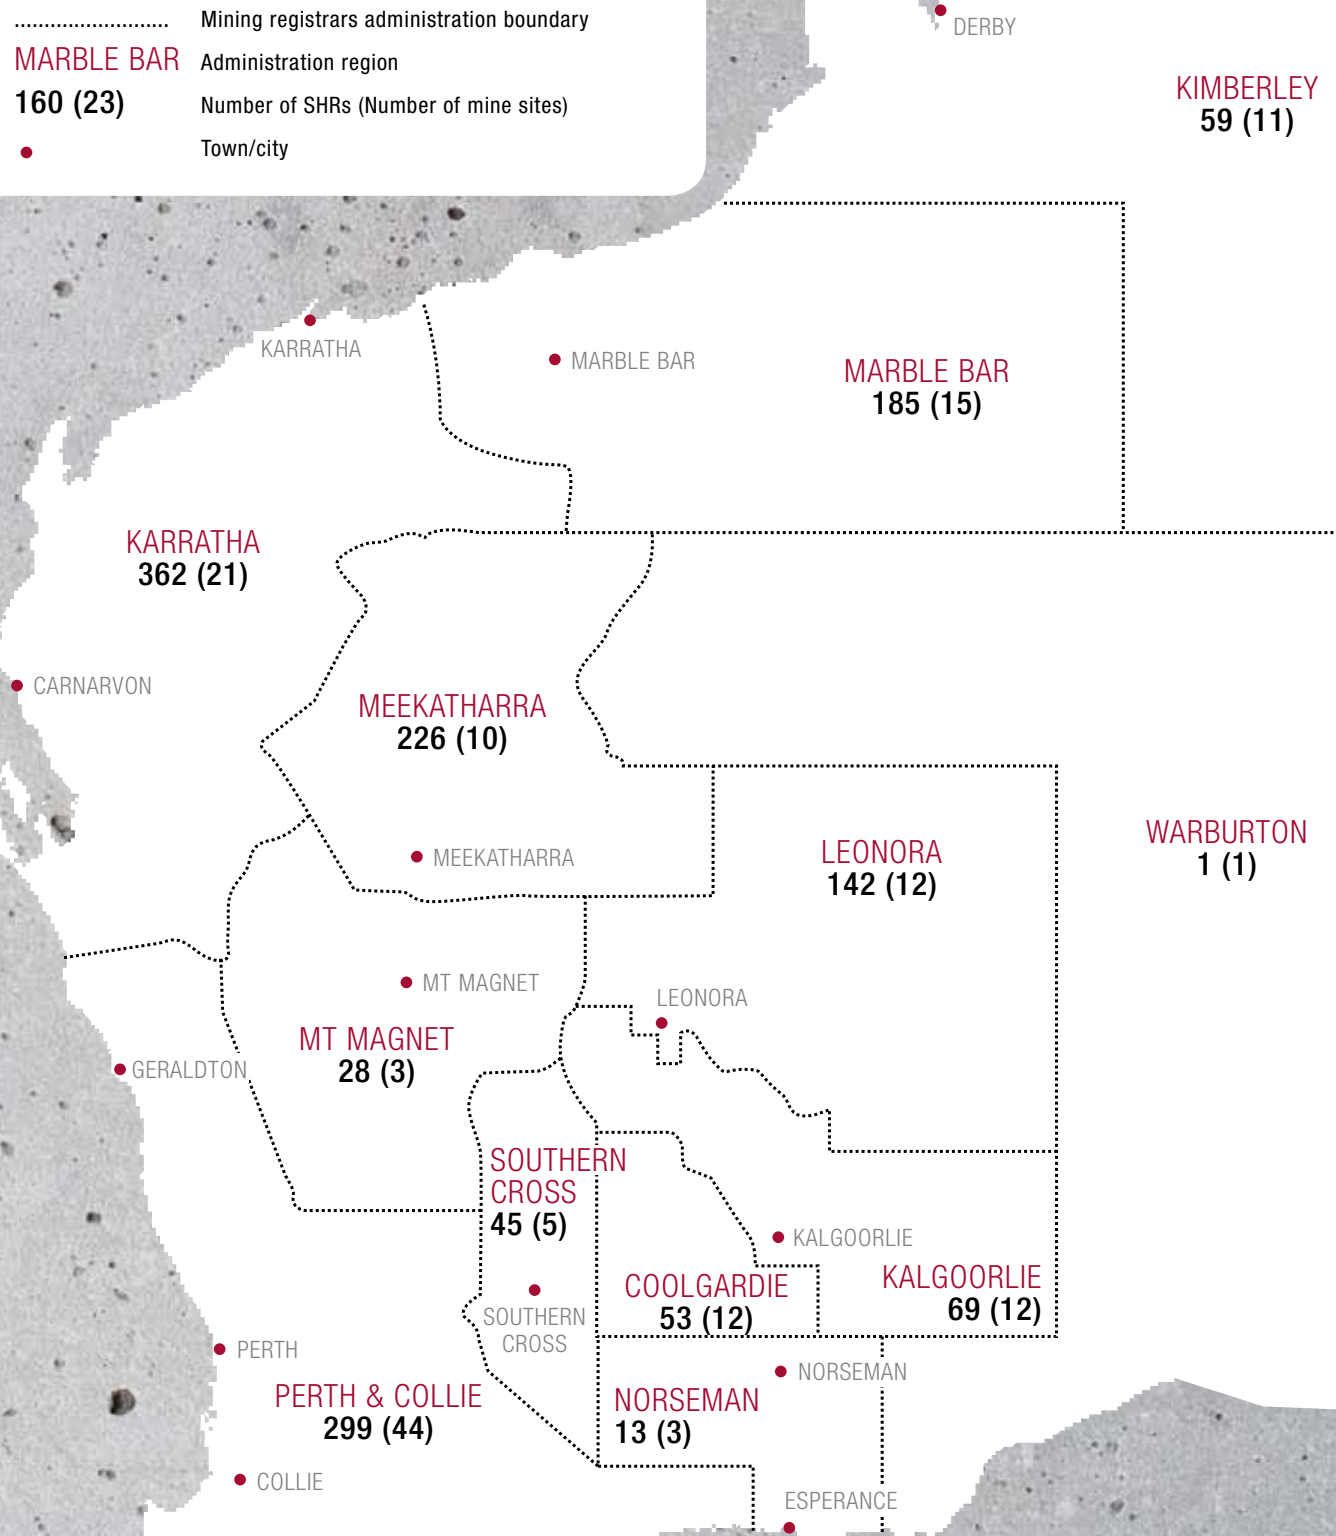 Mining registrars administration boundary
MARBLE BAR Administration region
160 (23) Number of SHRs (Number of mine sites)
Town/city
DERBY
KIMBERLEY
59 (11)
KARRATHA
MARBLE BAR
MARBLE BAR
185 (15)
KARRATHA
362 (21)
CARNARVON
MEEKATHARRA
226 (10)
MEEKATHARRA
LEONORA
142 (12)
WARBURTON
1 (1)
MT MAGNET
LEONORA
MT MAGNET
28 (3)
GERALDTON
SOUTHERN
CROSS
45 (5)
KALGOORLIE
COOLGARDIE
53 (12)
KALGOORLIE
69 (12)
SOUTHERN
CROSS
PERTH
NORSEMAN
PERTH & COLLIE
299 (44)
NORSEMAN
13 (3)
COLLIE
ESPERANCE